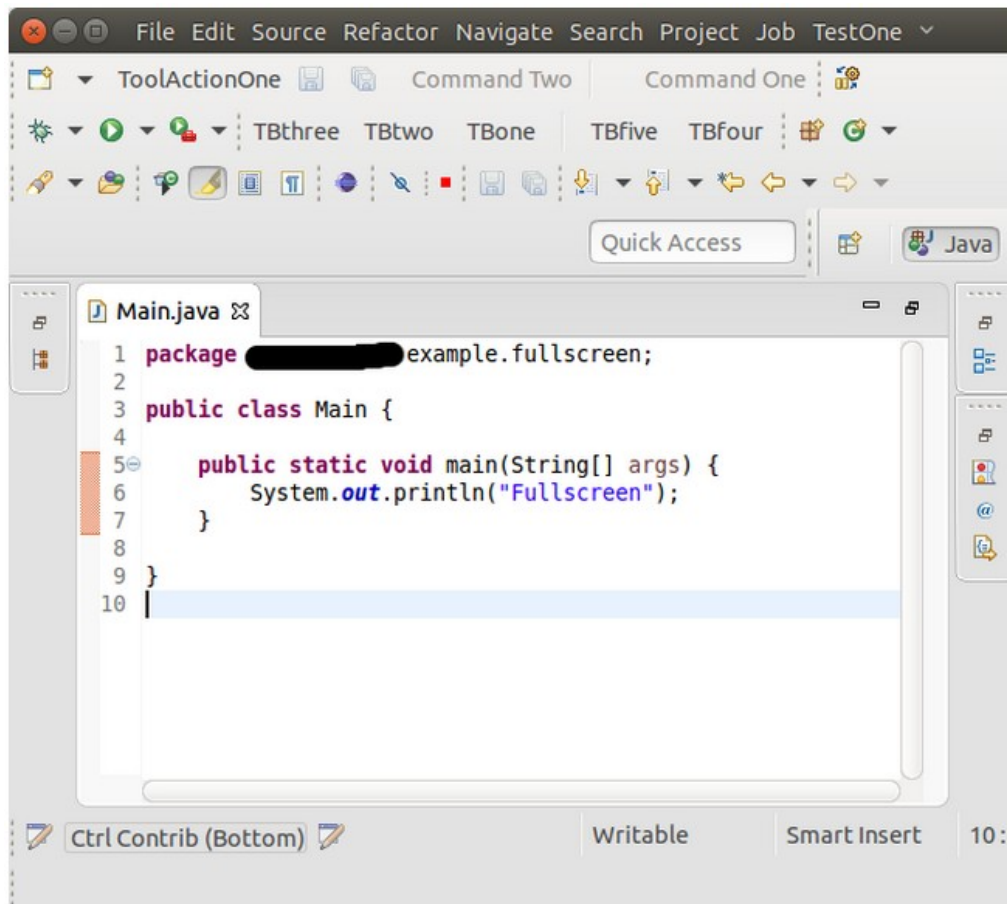 File Edit Source Refactor Navigate Search Project Job TestOne
ToolActionOne Command Two Command One
TBthree TBtwo TBone TBfive TBfour
Quick Access Java
Main.java
1 package example.fullscreen;
2
3 public class Main {
4
5 public static void main(String[] args) {
6 System.out.println("Fullscreen");
7 }
8
9 }
10
Ctrl Contrib (Bottom) Writable Smart Insert 10: